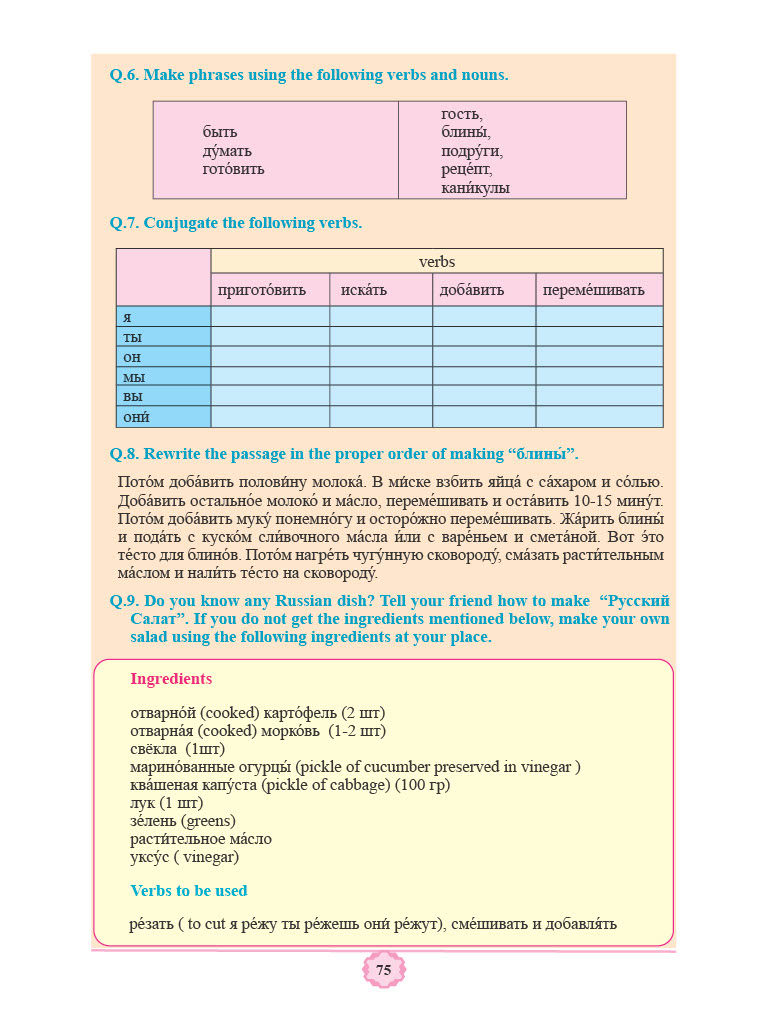 Q.6. Make phrases using the following verbs and nouns.
быть
ду́мать
гото́вить
гость,
блины́,
подру́ги,
реце́пт,
кани́кулы
Q.7. Conjugate the following verbs.
verbs
пригото́вить иска́ть доба́вить переме́шивать
я
ты
он
мы
вы
они́
Q.8. Rewrite the passage in the proper order of making “блины́”.
Пото́м доба́вить полови́ну молока́. В ми́ске взбить яйца́ с са́харом и со́лью.
Доба́вить остально́е молоко́ и ма́сло, переме́шивать и оста́вить 10-15 мину́т.
Пото́м доба́вить муку́ понемно́гу и осторо́жно переме́шивать. Жа́рить блины́
и пода́ть с куско́м сли́вочного ма́сла и́ли с варе́ньем и смета́ной. Вот э́то
те́сто для блино́в. Пото́м нагре́ть чугу́нную сковороду́, сма́зать расти́тельным
ма́слом и нали́ть те́сто на сковороду́.
Q.9. Do you know any Russian dish? Tell your friend how to make “Русский
Салат”. If you do not get the ingredients mentioned below, make your own
salad using the following ingredients at your place.
Ingredients
отварно́й (cooked) карто́фель (2 шт)
отварна́я (cooked) морко́вь (1-2 шт)
свёкла (1шт)
марино́ванные огурцы́ (pickle of cucumber preserved in vinegar )
ква́шеная капу́ста (pickle of cabbage) (100 гр)
лук (1 шт)
зе́лень (greens)
расти́тельное ма́сло
уксу́с ( vinegar)
Verbs to be used
ре́зать ( to cut я ре́жу ты ре́жешь они́ ре́жут), сме́шивать и добавля́ть
75